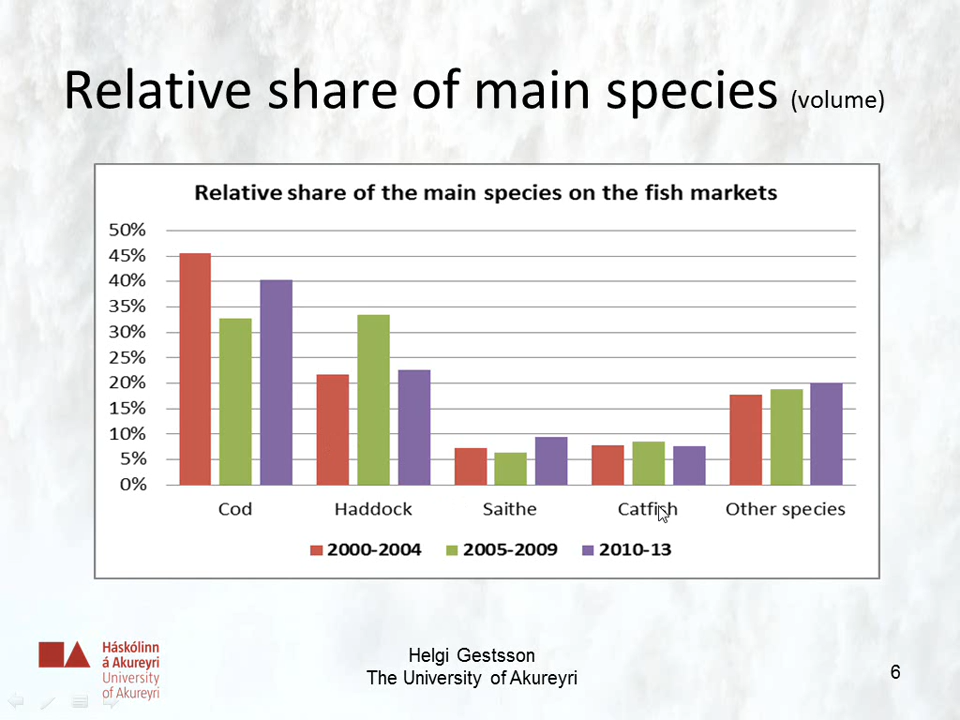 Relative share of main species (volume)
Relative share of the main species on the fish markets
50%
45%
40%
35%
30%
25%
20%
15%
10%
5%
0%
Cod Haddock Saithe Catfish Other species
2000-2004 2005-2009 2010-13
Háskólinn
á Akureyri
University
of Akureyri
Helgi Gestsson
The University of Akureyri
6